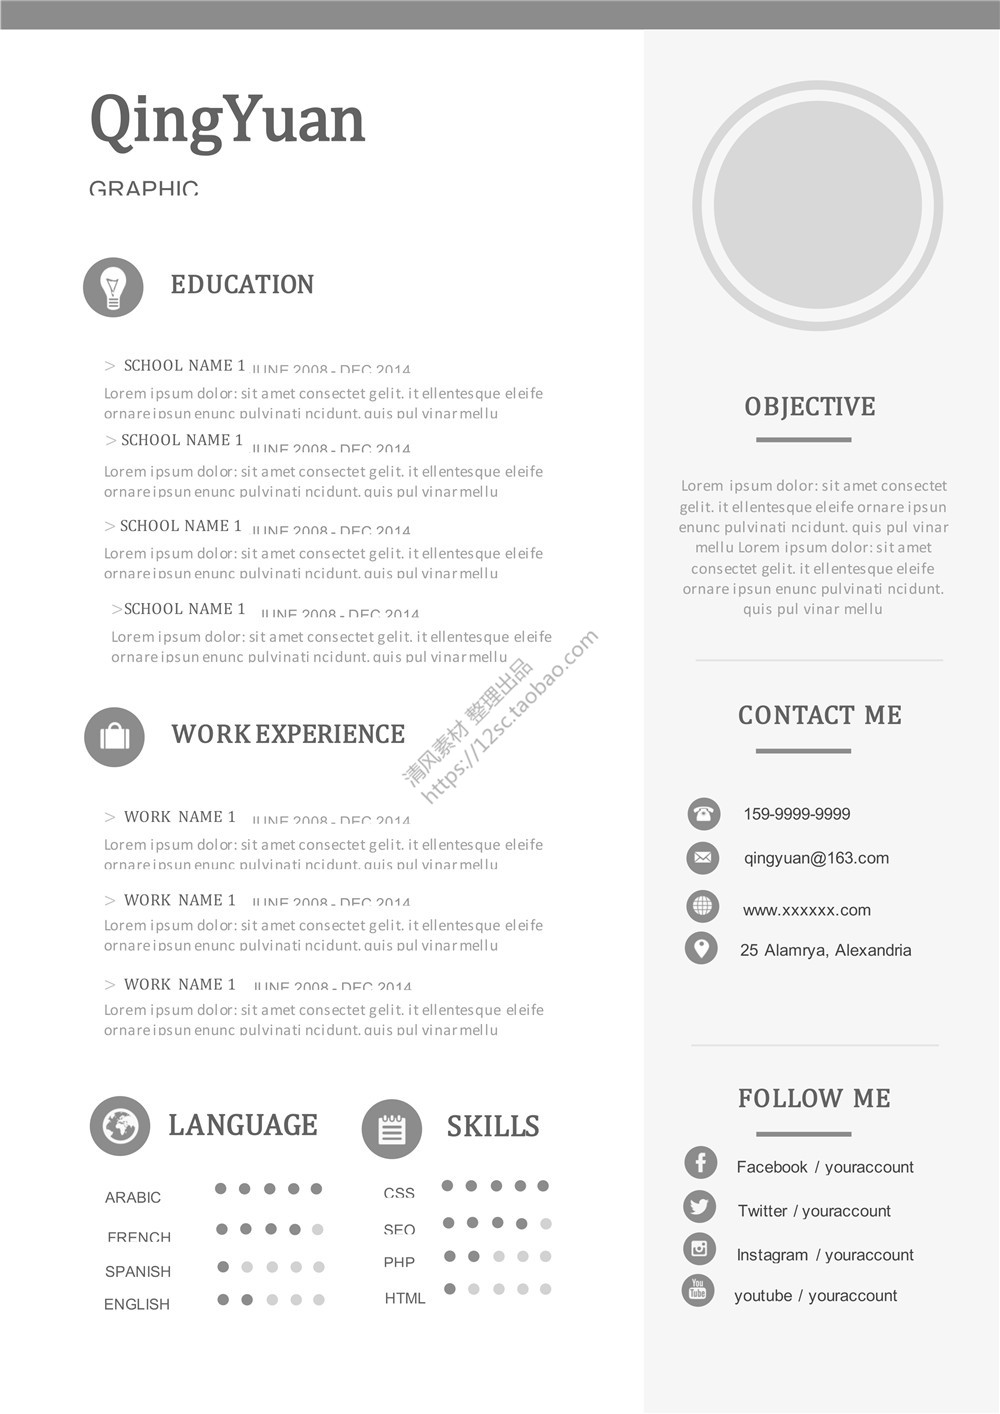 QingYuan
GRAPHIC
EDUCATION
> SCHOOL NAME 1 JUNE 2008 - DEC 2014
Lorem ipsum dolor: sit amet consectet gelit. it ellentesque eleife
ornare ipsun enunc pulvinati ncidunt. quis pul vinar mellu
> SCHOOL NAME 1 JUNE 2008 - DEC 2014
Lorem ipsum dolor: sit amet consectet gelit. it ellentesque eleife
ornare ipsun enunc pulvinati ncidunt. quis pul vinar mellu
> SCHOOL NAME 1 JUNE 2008 - DEC 2014
Lorem ipsum dolor: sit amet consectet gelit. it ellentesque eleife
ornare ipsun enunc pulvinati ncidunt. quis pul vinar mellu
>SCHOOL NAME 1 JUNE 2008 - DEC 2014
Lorem ipsum dolor: sit amet consectet gelit. it ellentesque eleife
ornare ipsun enunc pulvinati ncidunt. quis pul vinar mellu
清风素材 整理出品
https://12sc.taobao.com
WORK EXPERIENCE
> WORK NAME 1 JUNE 2008 - DEC 2014
Lorem ipsum dolor: sit amet consectet gelit. it ellentesque eleife
ornare ipsun enunc pulvinati ncidunt. quis pul vinar mellu
> WORK NAME 1 JUNE 2008 - DEC 2014
Lorem ipsum dolor: sit amet consectet gelit. it ellentesque eleife
ornare ipsun enunc pulvinati ncidunt. quis pul vinar mellu
> WORK NAME 1 JUNE 2008 - DEC 2014
Lorem ipsum dolor: sit amet consectet gelit. it ellentesque eleife
ornare ipsun enunc pulvinati ncidunt. quis pul vinar mellu
LANGUAGE
ARABIC
FRENCH
SPANISH
ENGLISH
SKILLS
CSS
SEO
PHP
HTML
OBJECTIVE
Lorem ipsum dolor: sit amet consectet
gelit. it ellentesque eleife ornare ipsun
enunc pulvinati ncidunt. quis pul vinar
mellu Lorem ipsum dolor: sit amet
consectet gelit. it ellentesque eleife
ornare ipsun enunc pulvinati ncidunt.
quis pul vinar mellu
CONTACT ME
159-9999-9999
qingyuan@163.com
www.xxxxxx.com
25 Alamrya, Alexandria
FOLLOW ME
Facebook / youraccount
Twitter / youraccount
Instagram / youraccount
You
Tube
youtube / youraccount